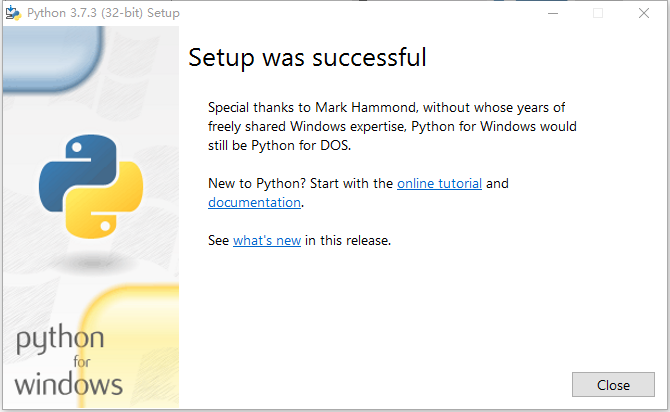 Python 3.7.3 (32-bit) Setup
Setup was successful
Special thanks to Mark Hammond, without whose years of
freely shared Windows expertise, Python for Windows would
still be Python for DOS.
New to Python? Start with the online tutorial and
documentation.
See what's new in this release.
python
for
windows
Close